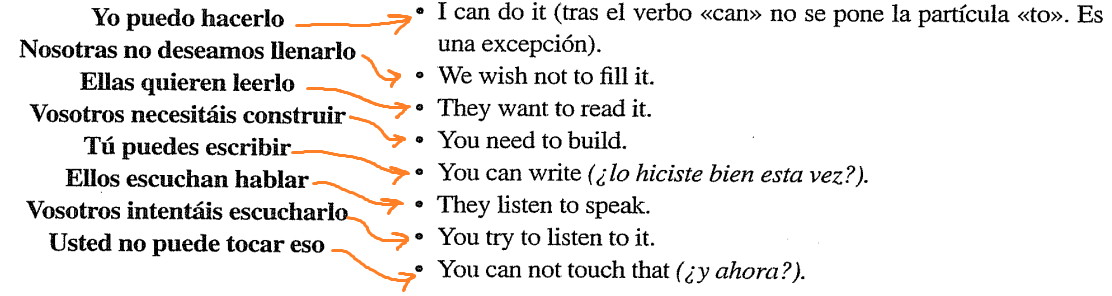 Yo puedo hacerlo
• I can do it (tras el verbo «can» no se pone la partícula «to». Es
una excepción).
Nosotras no deseamos llenarlo
• We wish not to fill it.
Ellas quieren leerlo
• They want to read it.
Vosotros necesitáis construir
• You need to build.
Tú puedes escribir
• You can write (¿lo hiciste bien esta vez?).
Ellos escuchan hablar
• They listen to speak.
Vosotros intentáis escucharlo
• You try to listen to it.
Usted no puede tocar eso
• You can not touch that (¿y ahora?).